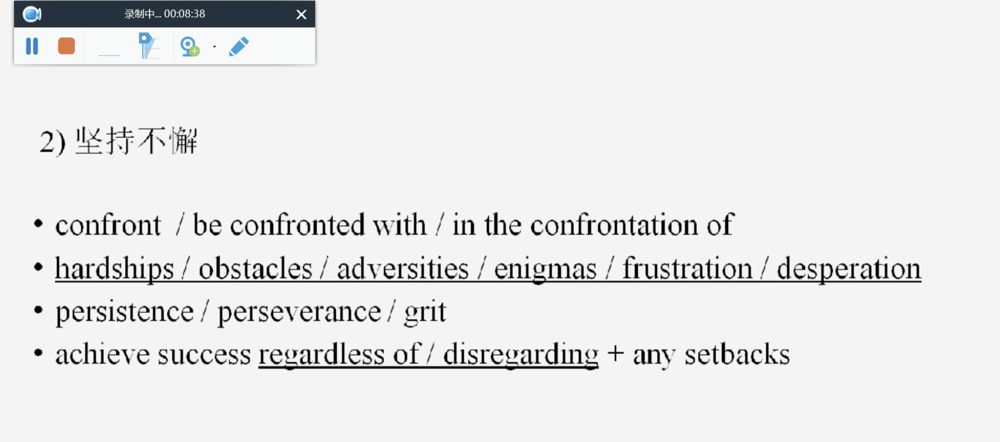 录制中... 00:08:38
2) 坚持不懈
• confront / be confronted with / in the confrontation of
• hardships / obstacles / adversities / enigmas / frustration / desperation
• persistence / perseverance / grit
• achieve success regardless of / disregarding + any setbacks